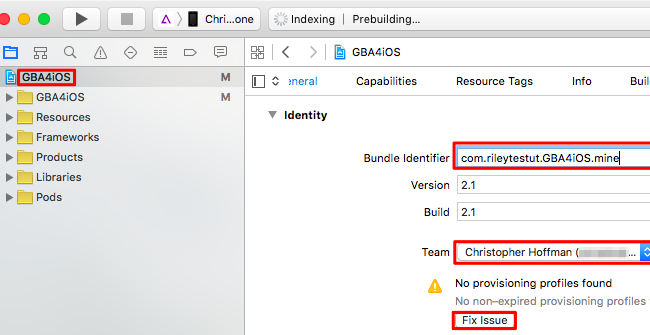 Chri...one
Indexing | Prebuilding...
GBA4iOS M
GBA4iOS M
Resources
Frameworks
Products
Libraries
Pods
GBA4iOS
eneral Capabilities Resource Tags Info Buil
Identity
Bundle Identifier com.rileytestut.GBA4iOS.mine
Version 2.1
Build 2.1
Team Christopher Hoffman ( ...
No provisioning profiles found
No non-expired provisioning profiles
Fix Issue